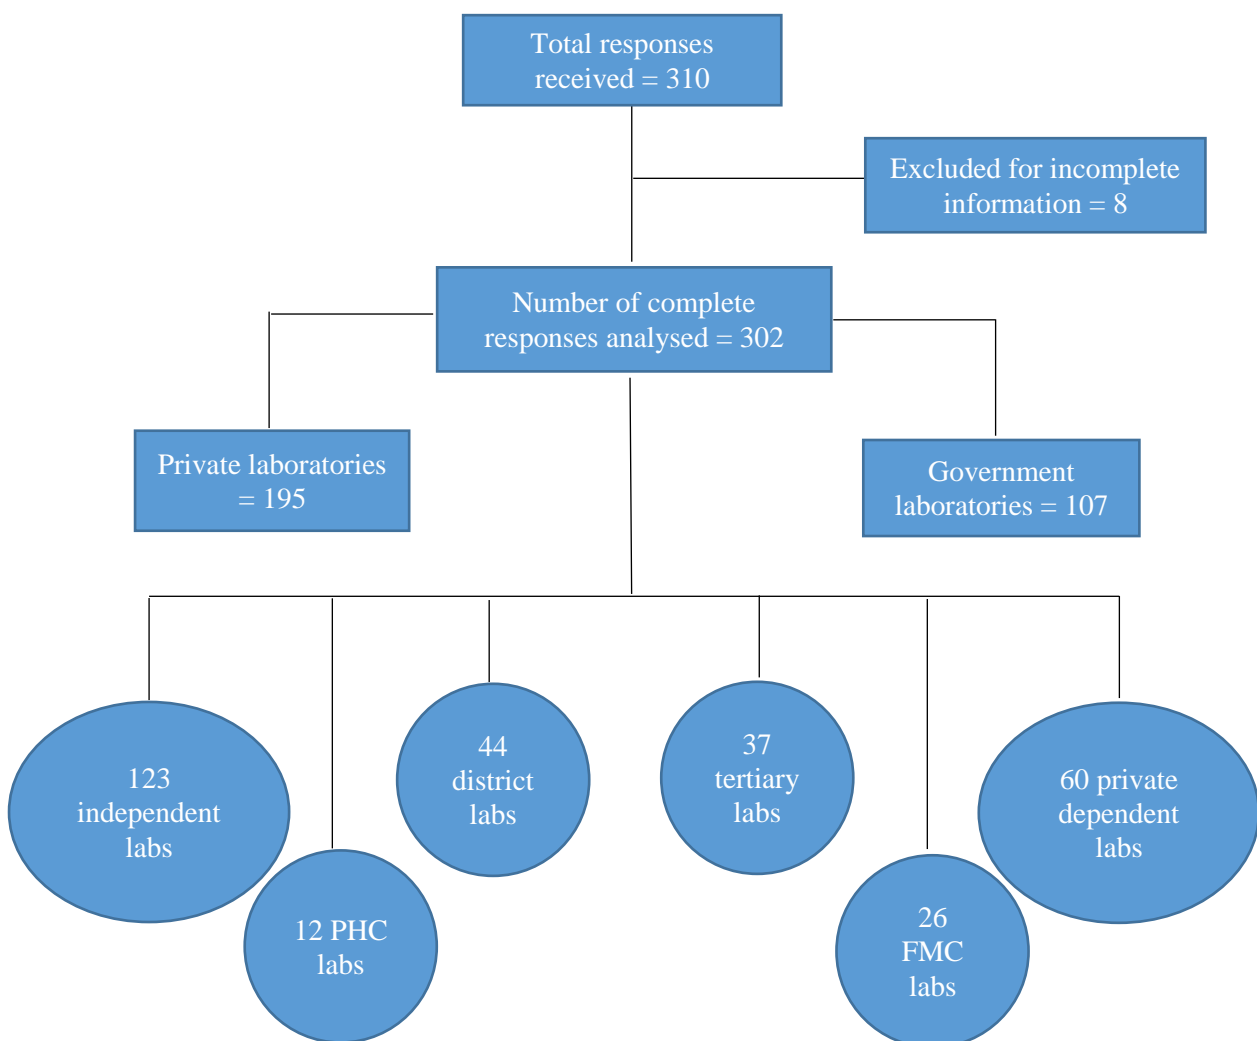 Total responses
received = 310
Excluded for incomplete
information = 8
Number of complete
responses analysed = 302
Private laboratories
= 195
Government
laboratories = 107
123
independent
labs
12 PHC
labs
44
district
labs
37
tertiary
labs
26
FMC
labs
60 private
dependent
labs